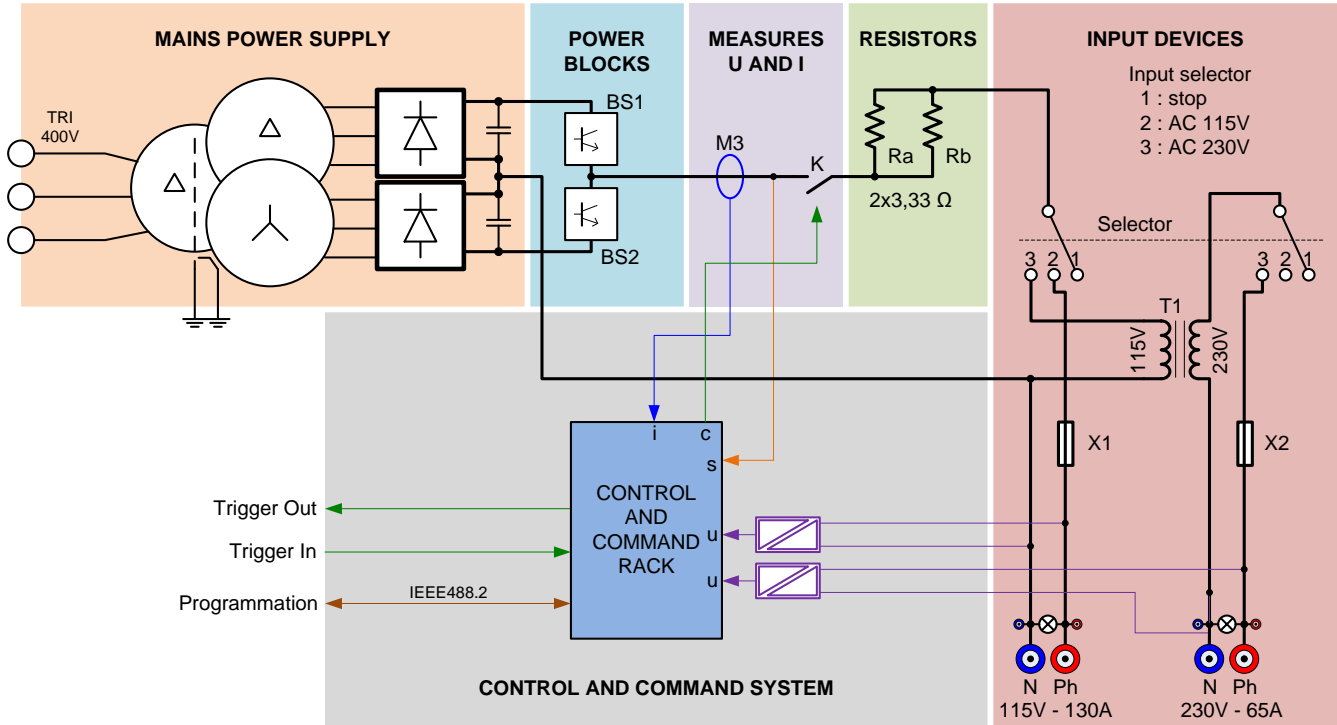 MAINS POWER SUPPLY
TRI
400V
POWER
BLOCKS
BS1
BS2
MEASURES
U AND I
M3
K
RESISTORS
Ra
Rb
2x3,33 Ω
INPUT DEVICES
Input selector
1 : stop
2 : AC 115V
3 : AC 230V
Selector
3 2 1
3 2 1
T1
115V
230V
X1
X2
i
c
s
u
u
CONTROL
AND
COMMAND
RACK
Trigger Out
Trigger In
Programmation
IEEE488.2
CONTROL AND COMMAND SYSTEM
N Ph
115V - 130A
N Ph
230V - 65A